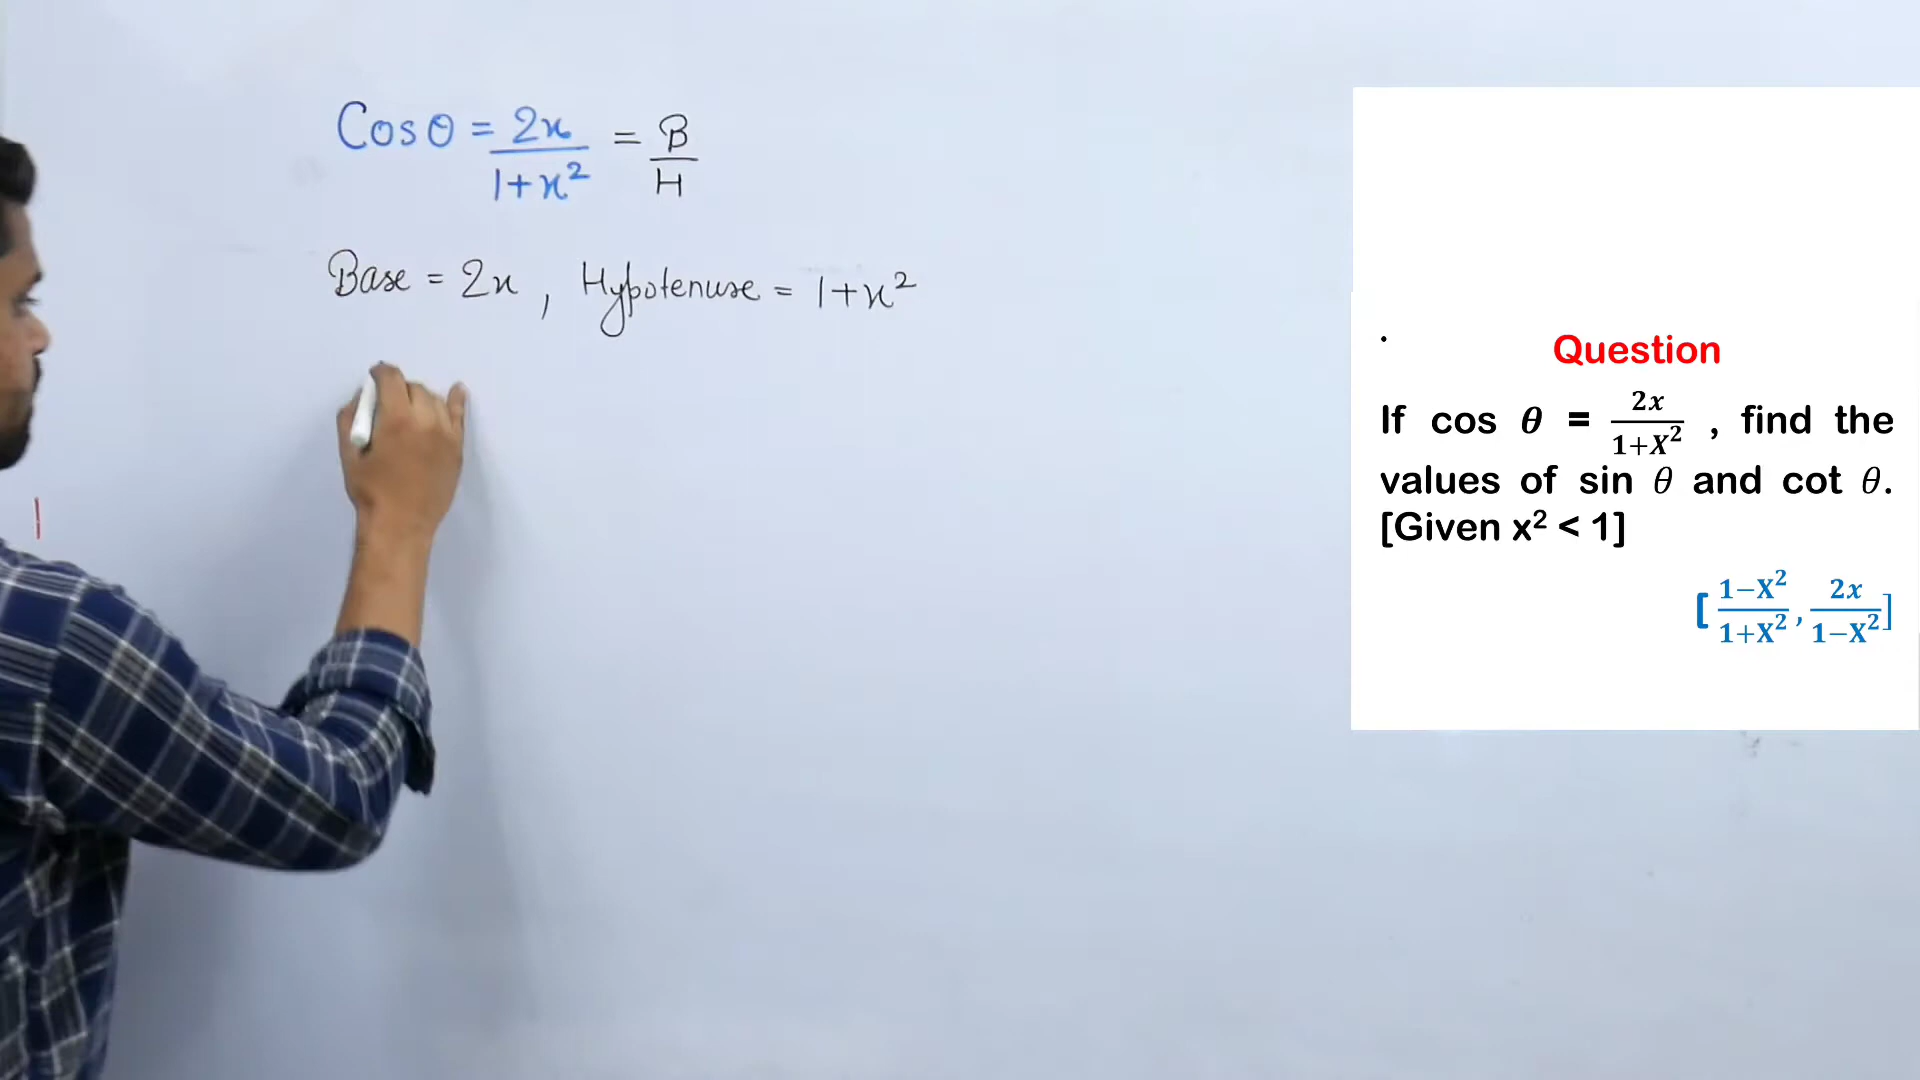 Cosθ = 2x/1+x² = B/H
Base = 2x , Hypotenuse = 1+x²
.
Question
If cos θ = 2x/1+X² , find the
values of sin θ and cot θ.
[Given x² < 1]
[1−X²/1+X², 2x/1−X²]